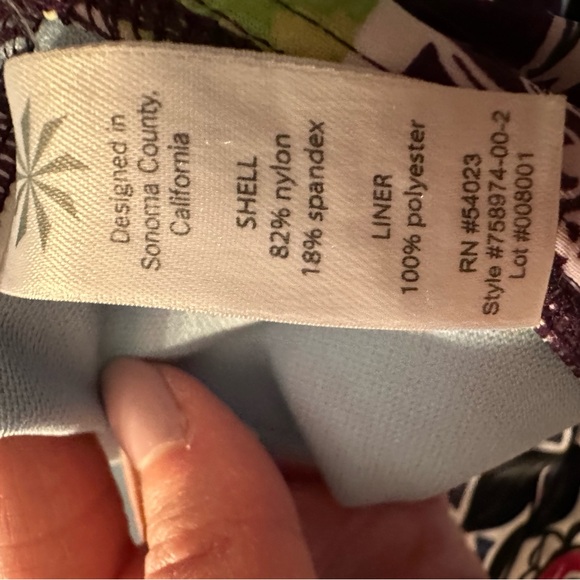 Designed in
Sonoma County,
California
SHELL
82% nylon
18% spandex
LINER
100% polyester
RN #54023
Style #758974-00-2
Lot #008001